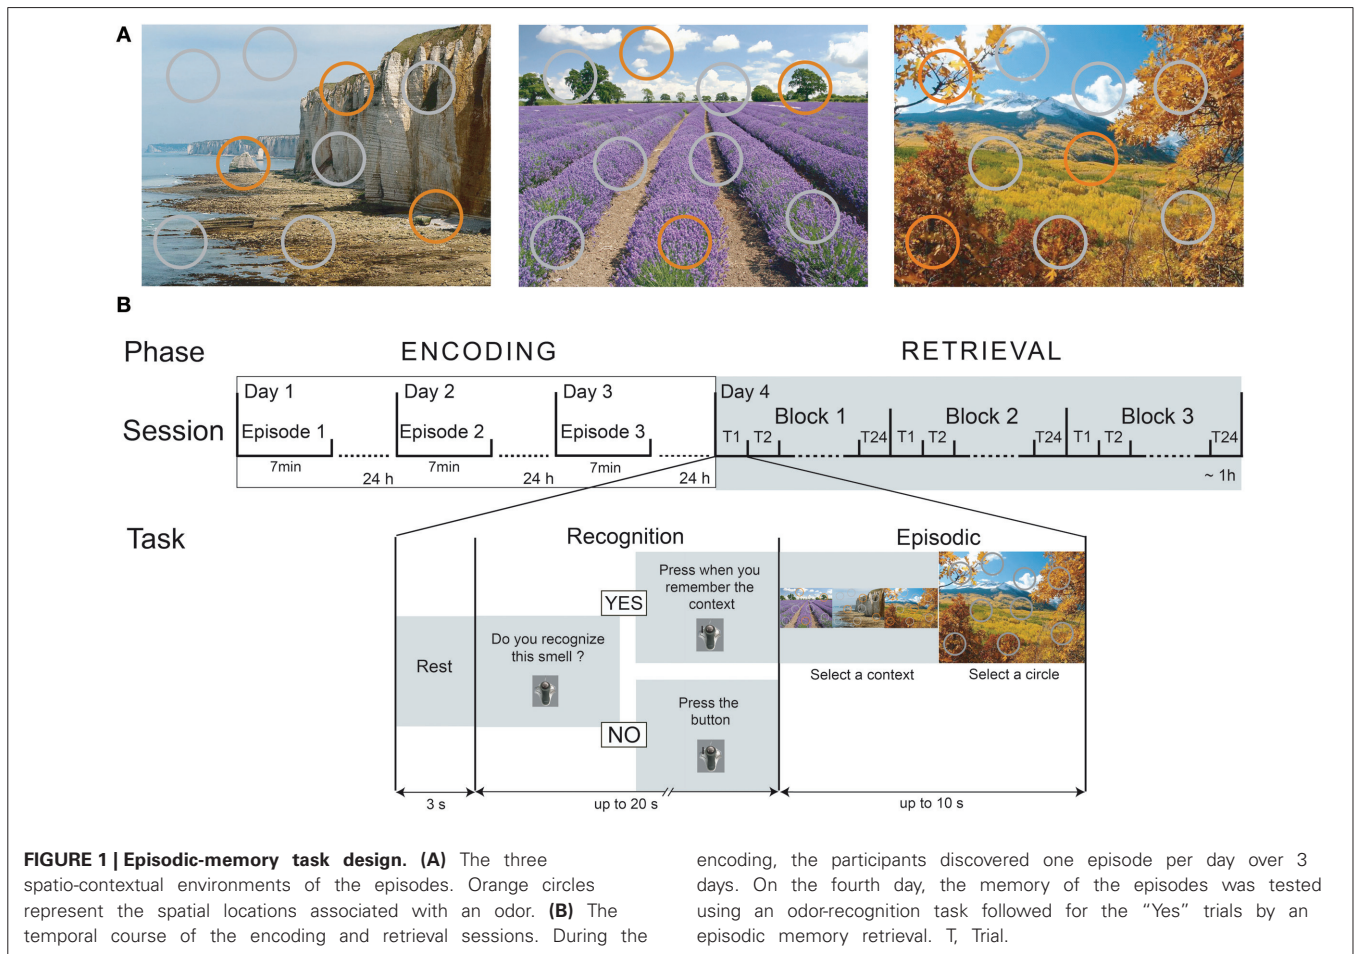 A
B
Phase
ENCODING
RETRIEVAL
Session
Day 1
Day 2
Day 3
Day 4
Episode 1
Episode 2
Episode 3
Block 1
Block 2
Block 3
T1
T2
T24
T1
T2
T24
T1
T2
T24
7min
24 h
7min
24 h
7min
24 h
~ 1h
Task
Recognition
Episodic
Rest
Do you recognize
this smell ?
YES
Press when you
remember the
context
NO
Press the
button
Select a context
Select a circle
3 s
up to 20 s
up to 10 s
FIGURE 1 | Episodic-memory task design. (A) The three
spatio-contextual environments of the episodes. Orange circles
represent the spatial locations associated with an odor. (B) The
temporal course of the encoding and retrieval sessions. During the
encoding, the participants discovered one episode per day over 3
days. On the fourth day, the memory of the episodes was tested
using an odor-recognition task followed for the “Yes” trials by an
episodic memory retrieval. T, Trial.